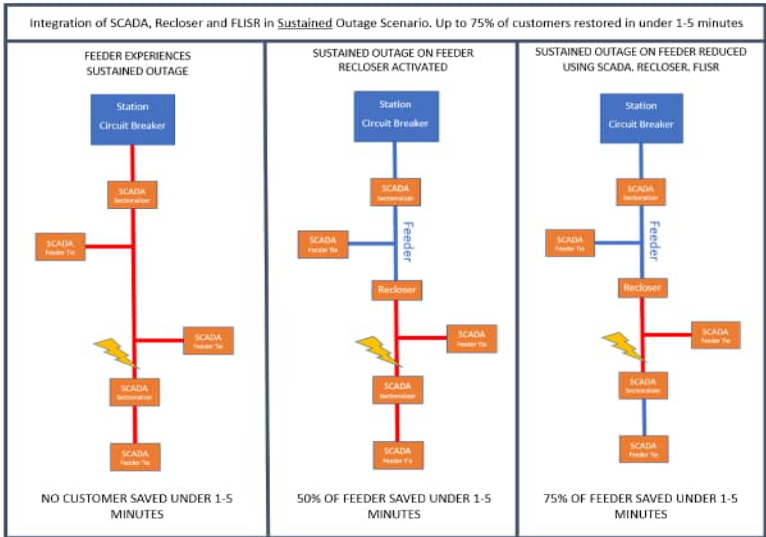 Integration of SCADA, Recloser and FLISR in Sustained Outage Scenario. Up to 75% of customers restored in under 1-5 minutes
FEEDER EXPERIENCES
SUSTAINED OUTAGE
Station
Circuit Breaker
SCADA
Sectionalizer
SCADA
Feeder Tie
SCADA
Feeder Tie
SCADA
Sectionalizer
SCADA
Feeder Tie
NO CUSTOMER SAVED UNDER 1-5
MINUTES
SUSTAINED OUTAGE ON FEEDER
RECLOSER ACTIVATED
Station
Circuit Breaker
SCADA
Sectionalizer
Feeder
SCADA
Feeder Tie
Recloser
SCADA
Feeder Tie
SCADA
Sectionalizer
SCADA
Feeder Tie
50% OF FEEDER SAVED UNDER 1-5
MINUTES
SUSTAINED OUTAGE ON FEEDER REDUCED
USING SCADA, RECLOSER, FLISR
Station
Circuit Breaker
SCADA
Sectionalizer
Feeder
SCADA
Feeder Tie
Recloser
SCADA
Feeder Tie
SCADA
Sectionalizer
SCADA
Feeder Tie
75% OF FEEDER SAVED UNDER 1-5
MINUTES